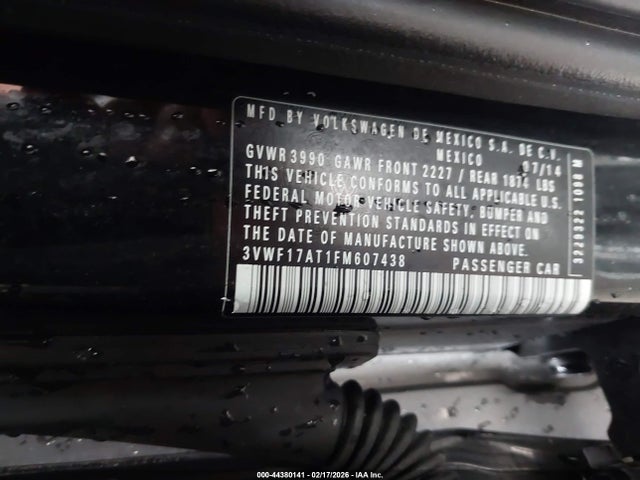 MFD BY VOLKSWAGEN DE MEXICO S.A. DE C.V.
MEXICO 07/14
GVWR 3990 GAWR FRONT 2227 / REAR 1874 LBS
THIS VEHICLE CONFORMS TO ALL APPLICABLE U.S.
FEDERAL MOTOR VEHICLE SAFETY, BUMPER AND
THEFT PREVENTION STANDARDS IN EFFECT ON
THE DATE OF MANUFACTURE SHOWN ABOVE.
3VWF17AT1FM607438 PASSENGER CAR
000-44380141 - 02/17/2026 - IAA Inc.